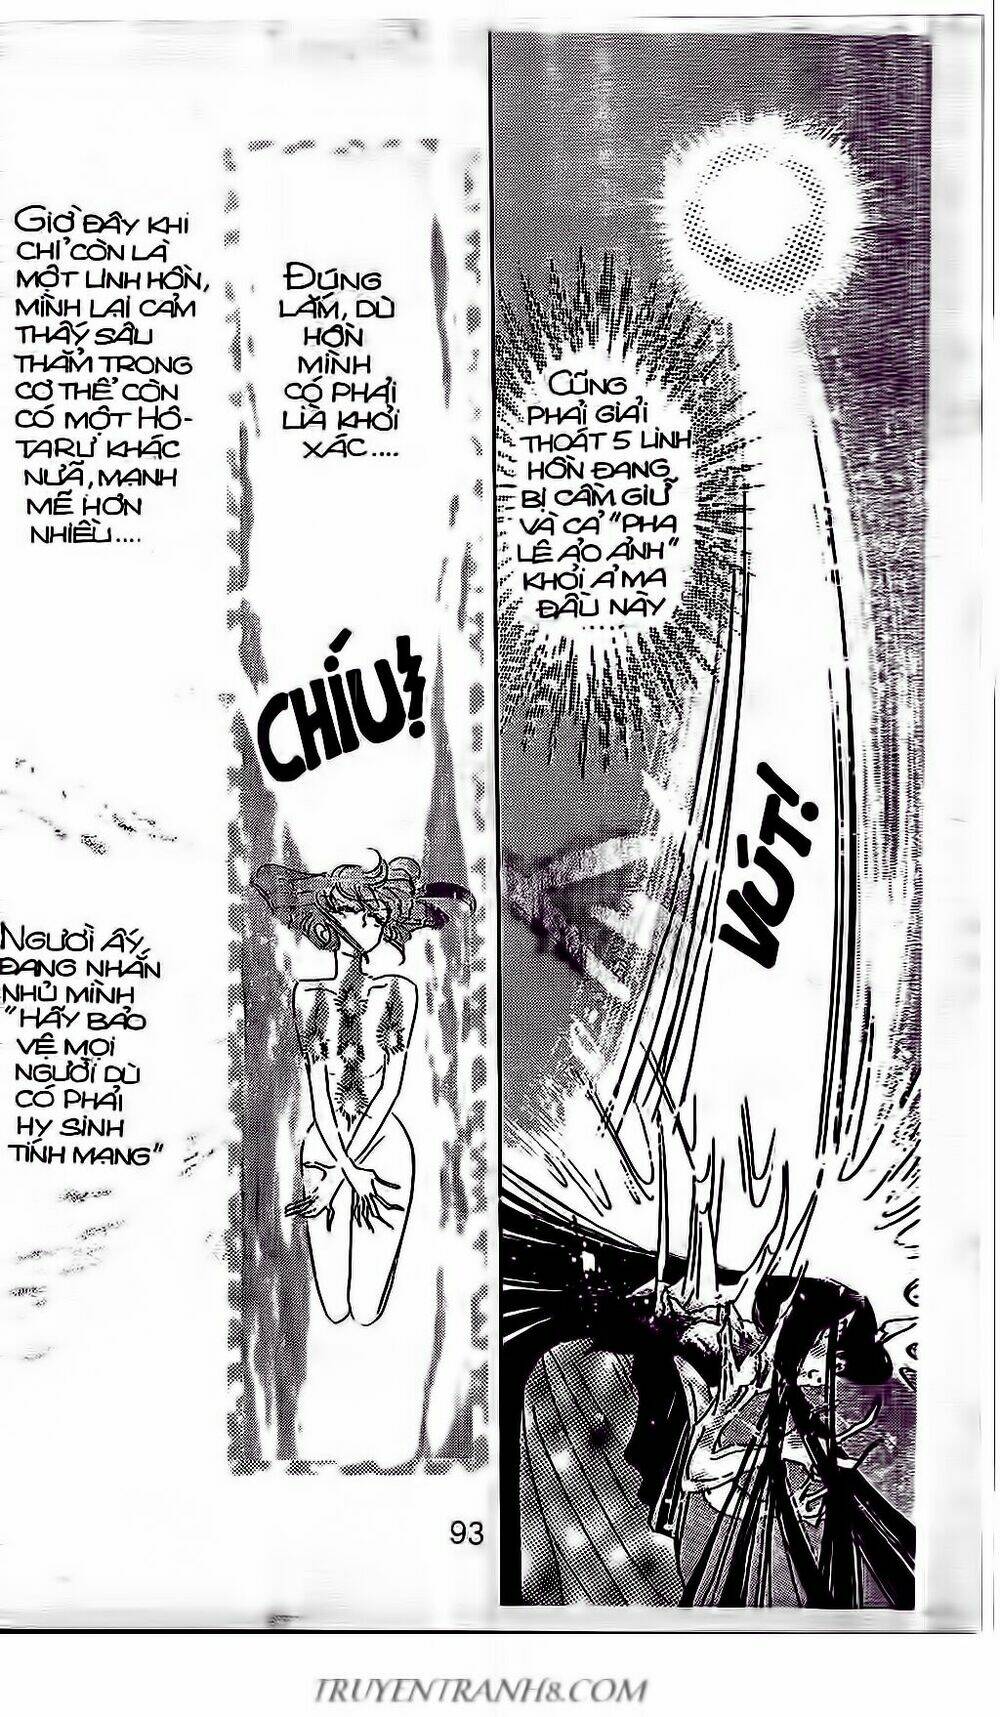 CŨNG
PHẢI GIẢI
THOÁT 5 LINH
HỒN ĐANG
BỊ CẦM GIỮ
VÀ CẢ "PHA
LÊ ẢO ẢNH"
KHỎI Ả MA
ĐẦU NÀY
......
VÚT!
ĐÚNG
LẮM, DÙ
HỒN
MÌNH
CÓ PHẢI
LÌA KHỎI
XÁC....
CHÍU!
GIỜ ĐÂY KHI
CHỈ CÒN LÀ
MỘT LINH HỒN,
MÌNH LẠI CẢM
THẤY SÂU
THẲM TRONG
CƠ THỂ CÒN
CÓ MỘT HÔ-
TARƯ KHÁC
NỮA, MẠNH
MẼ HƠN
NHIỀU....
NGƯỜI ẤY
ĐANG NHẮN
NHỦ MÌNH
"HÃY BẢO
VỆ MỌI
NGƯỜI DÙ
CÓ PHẢI
HY SINH
TÍNH MẠNG"
93
TRUYENTRANH8.COM